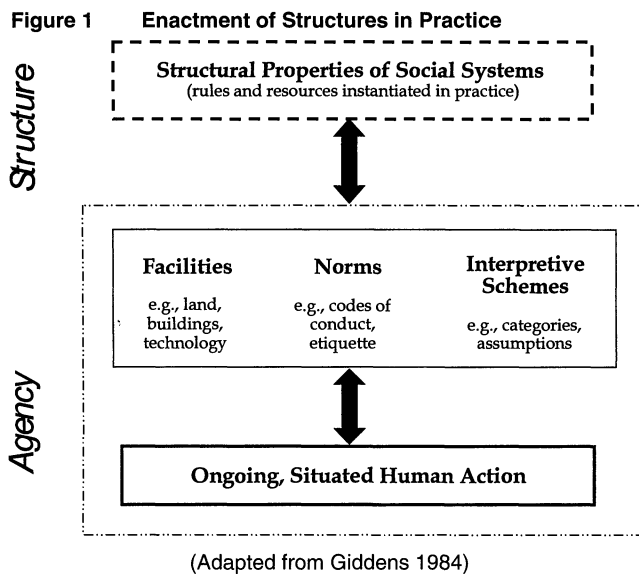 Figure 1 Enactment of Structures in Practice
Structure
Structural Properties of Social Systems
(rules and resources instantiated in practice)
Agency
Facilities
e.g., land,
buildings,
technology
Norms
e.g., codes of
conduct,
etiquette
Interpretive
Schemes
e.g., categories,
assumptions
Ongoing, Situated Human Action
(Adapted from Giddens 1984)